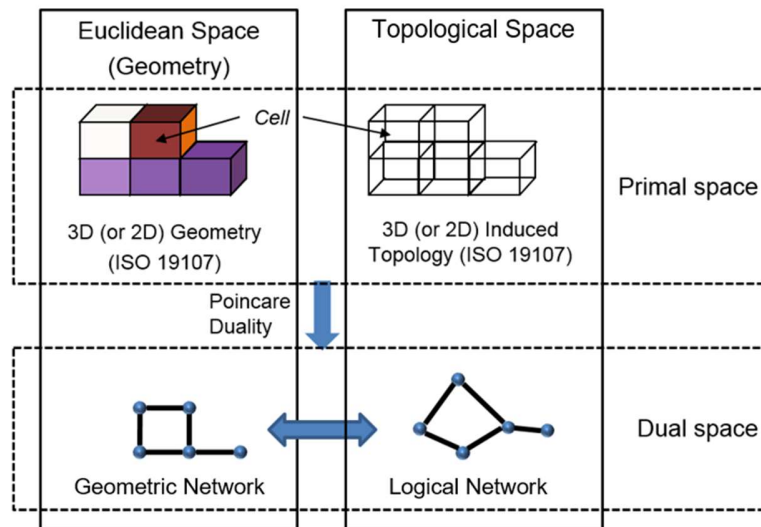 Euclidean Space
(Geometry)
Topological Space
Cell
3D (or 2D) Geometry
(ISO 19107)
3D (or 2D) Induced
Topology (ISO 19107)
Primal space
Poincare
Duality
Geometric Network
Logical Network
Dual space